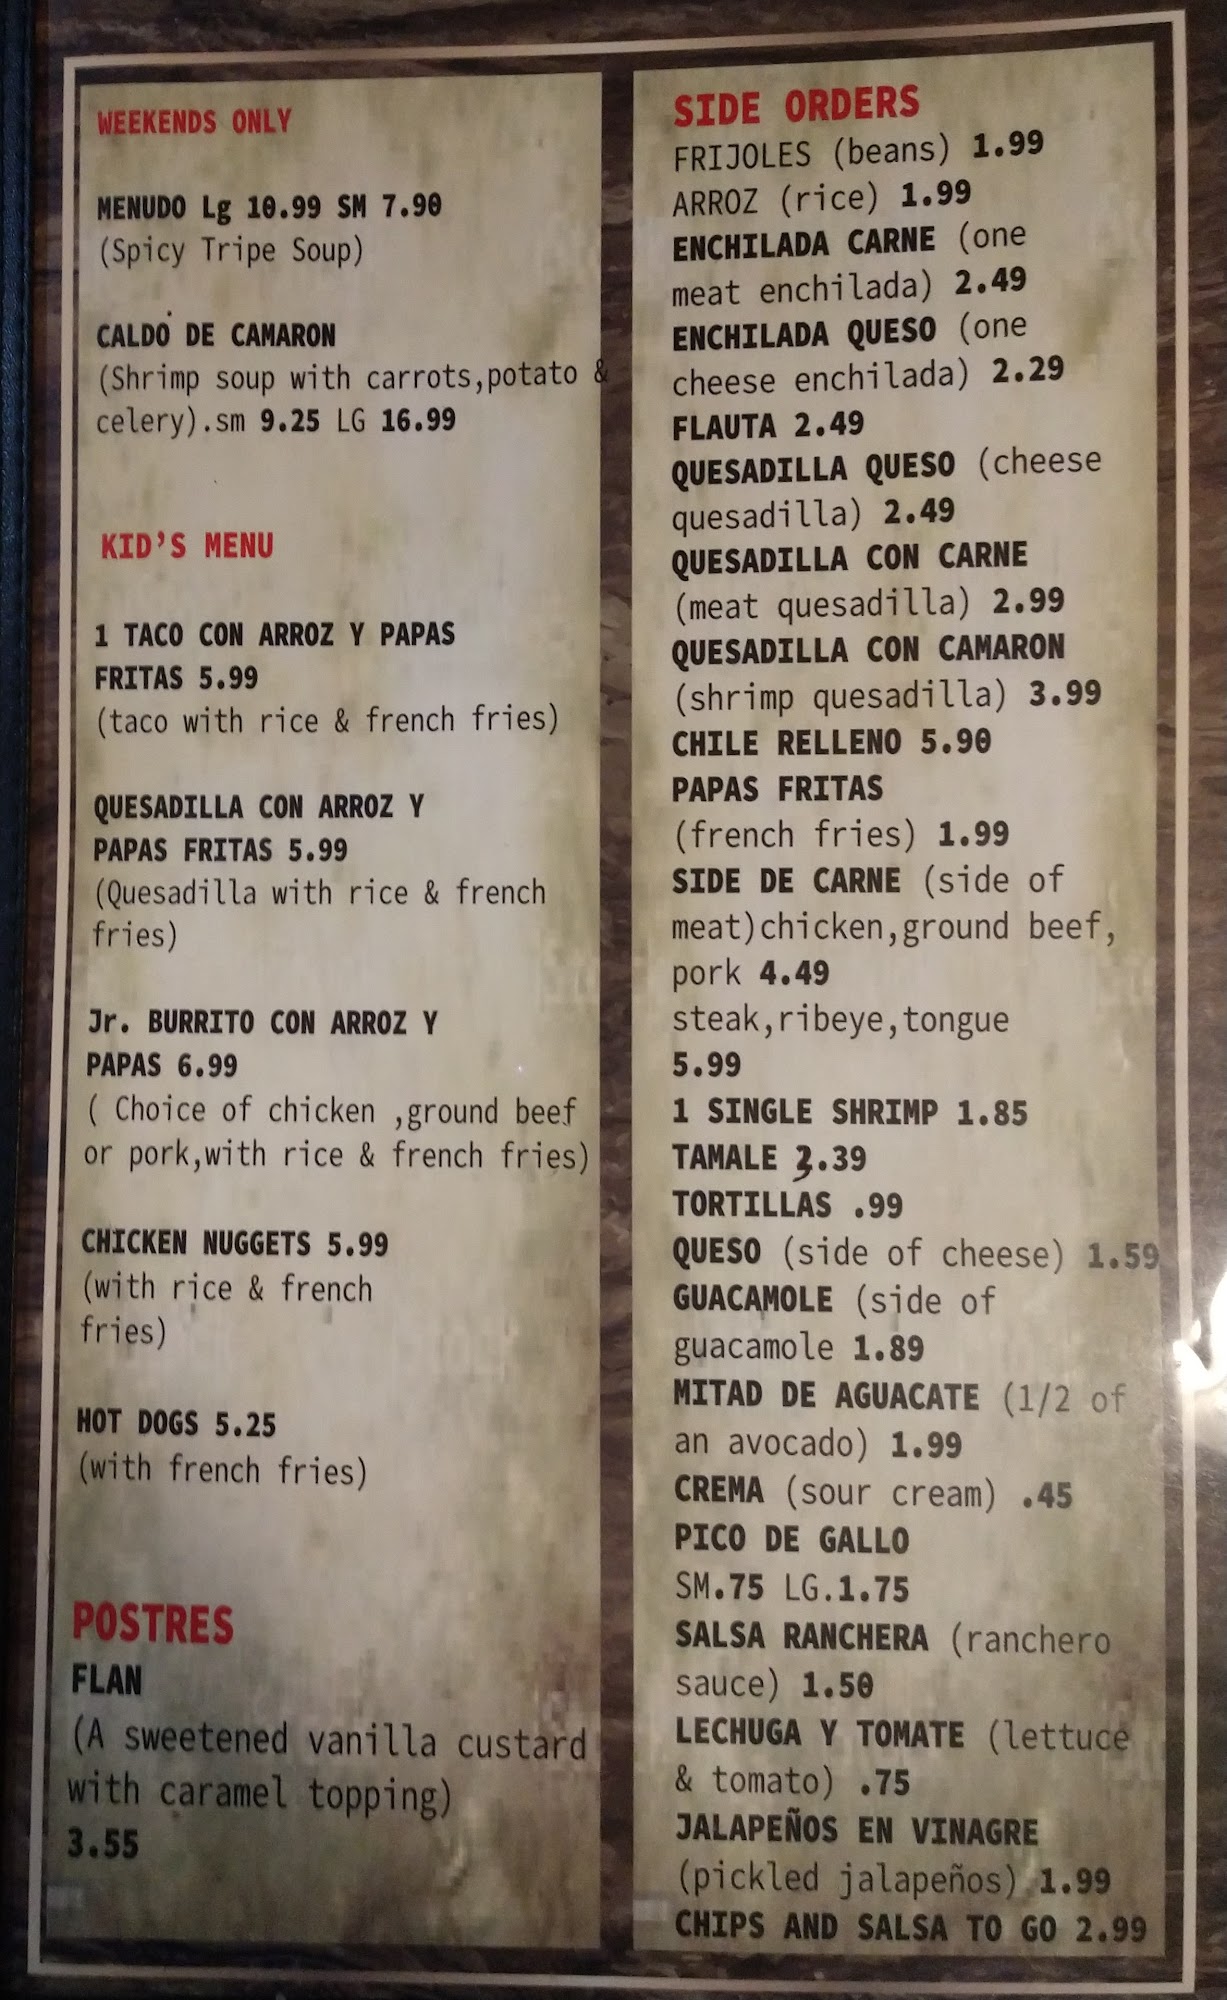 WEEKENDS ONLY
MENUDO Lg 10.99 SM 7.90
(Spicy Tripe Soup)
CALDO DE CAMARON
(Shrimp soup with carrots,potato &
celery).sm 9.25 LG 16.99
KID'S MENU
1 TACO CON ARROZ Y PAPAS
FRITAS 5.99
(taco with rice & french fries)
QUESADILLA CON ARROZ Y
PAPAS FRITAS 5.99
(Quesadilla with rice & french
fries)
Jr. BURRITO CON ARROZ Y
PAPAS 6.99
( Choice of chicken ,ground beef
or pork,with rice & french fries)
CHICKEN NUGGETS 5.99
(with rice & french
fries)
HOT DOGS 5.25
(with french fries)
POSTRES
FLAN
(A sweetened vanilla custard
with caramel topping)
3.55
SIDE ORDERS
FRIJOLES (beans) 1.99
ARROZ (rice) 1.99
ENCHILADA CARNE (one
meat enchilada) 2.49
ENCHILADA QUESO (one
cheese enchilada) 2.29
FLAUTA 2.49
QUESADILLA QUESO (cheese
quesadilla) 2.49
QUESADILLA CON CARNE
(meat quesadilla) 2.99
QUESADILLA CON CAMARON
(shrimp quesadilla) 3.99
CHILE RELLENO 5.90
PAPAS FRITAS
(french fries) 1.99
SIDE DE CARNE (side of
meat)chicken,ground beef,
pork 4.49
steak,ribeye,tongue
5.99
1 SINGLE SHRIMP 1.85
TAMALE 3.39
TORTILLAS .99
QUESO (side of cheese) 1.59
GUACAMOLE (side of
guacamole 1.89
MITAD DE AGUACATE (1/2 of
an avocado) 1.99
CREMA (sour cream) .45
PICO DE GALLO
SM.75 LG.1.75
SALSA RANCHERA (ranchero
sauce) 1.50
LECHUGA Y TOMATE (lettuce
& tomato) .75
JALAPEÑOS EN VINAGRE
(pickled jalapeños) 1.99
CHIPS AND SALSA TO GO 2.99